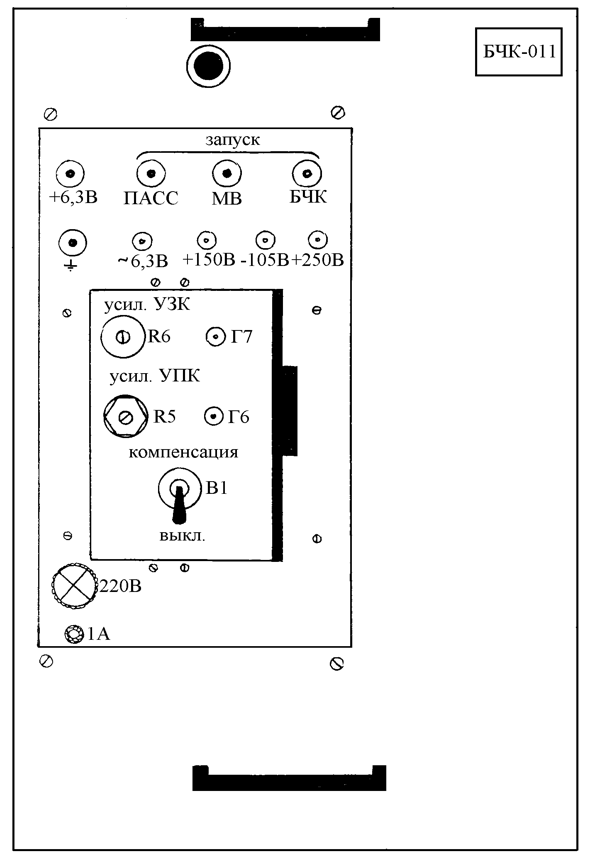 БЧК-011
запуск
+6,3В ПАСС МВ БЧК
~6,3В +150В -105В +250В
усил. УЗК
R6 Г7
усил. УПК
R5 Г6
компенсация
В1
выкл.
220В
1А